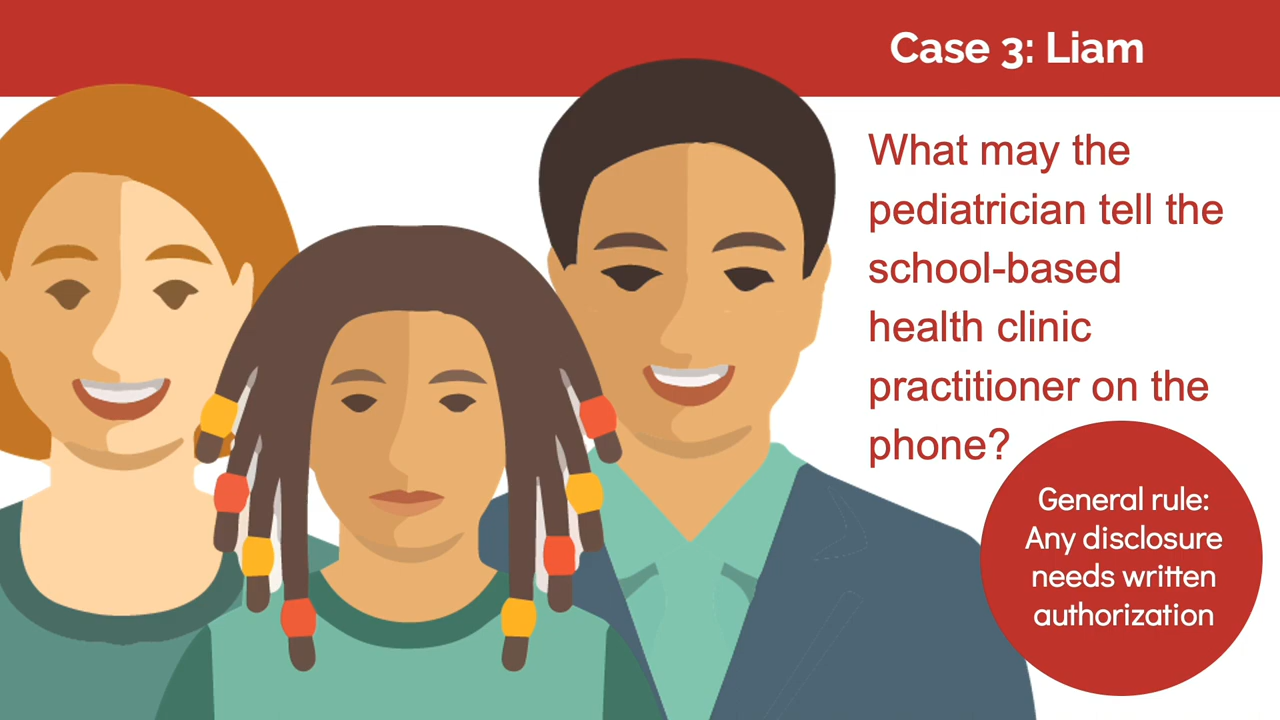 Case 3: Liam
What may the
pediatrician tell the
school-based
health clinic
practitioner on the
phone?
General rule:
Any disclosure
needs written
authorization